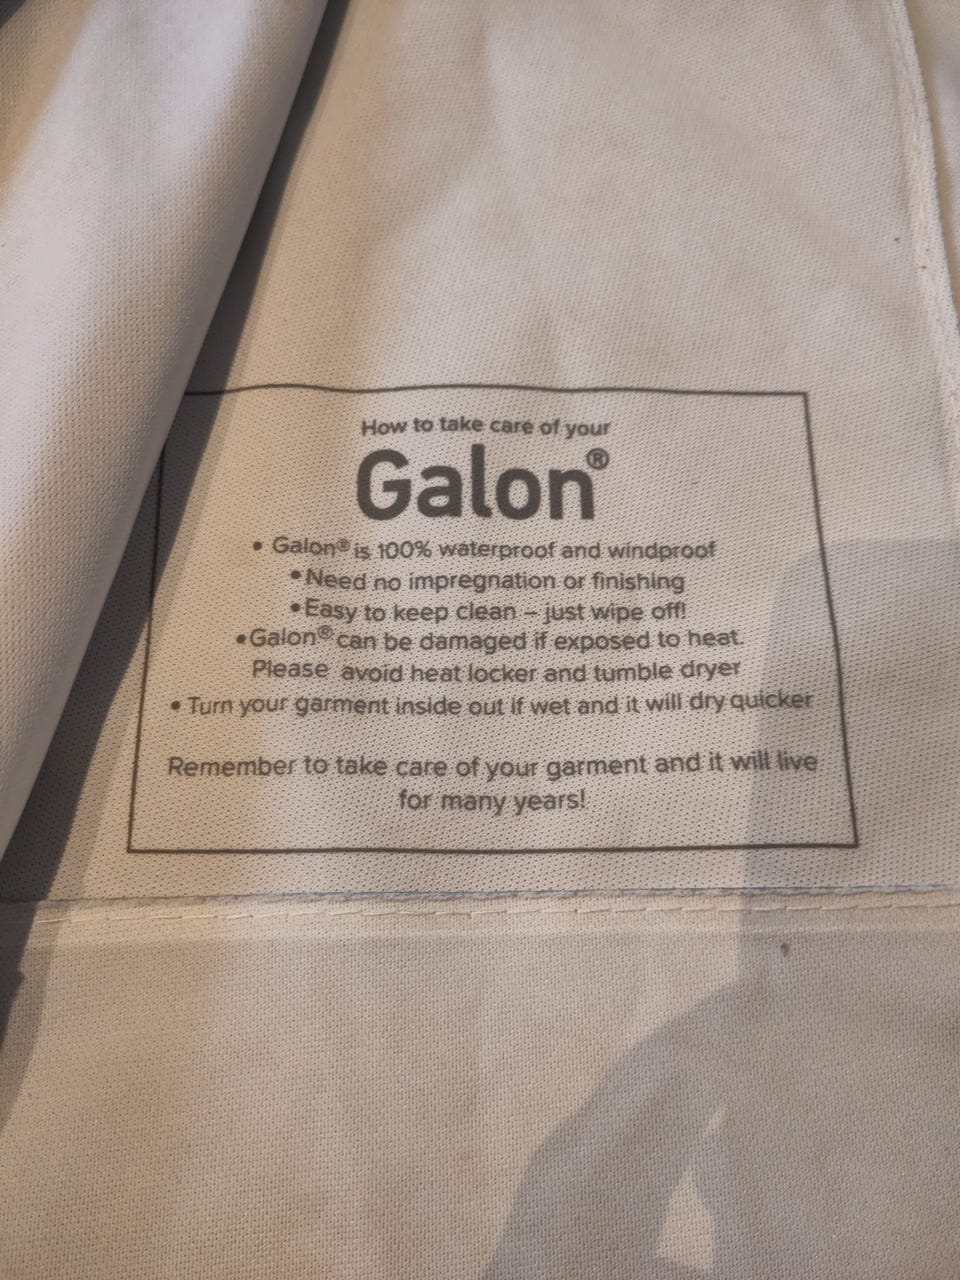 How to take care of your
Galon®
• Galon® is 100% waterproof and windproof
• Need no impregnation or finishing
• Easy to keep clean – just wipe off!
• Galon® can be damaged if exposed to heat.
Please avoid heat locker and tumble dryer
• Turn your garment inside out if wet and it will dry quicker
Remember to take care of your garment and it will live
for many years!